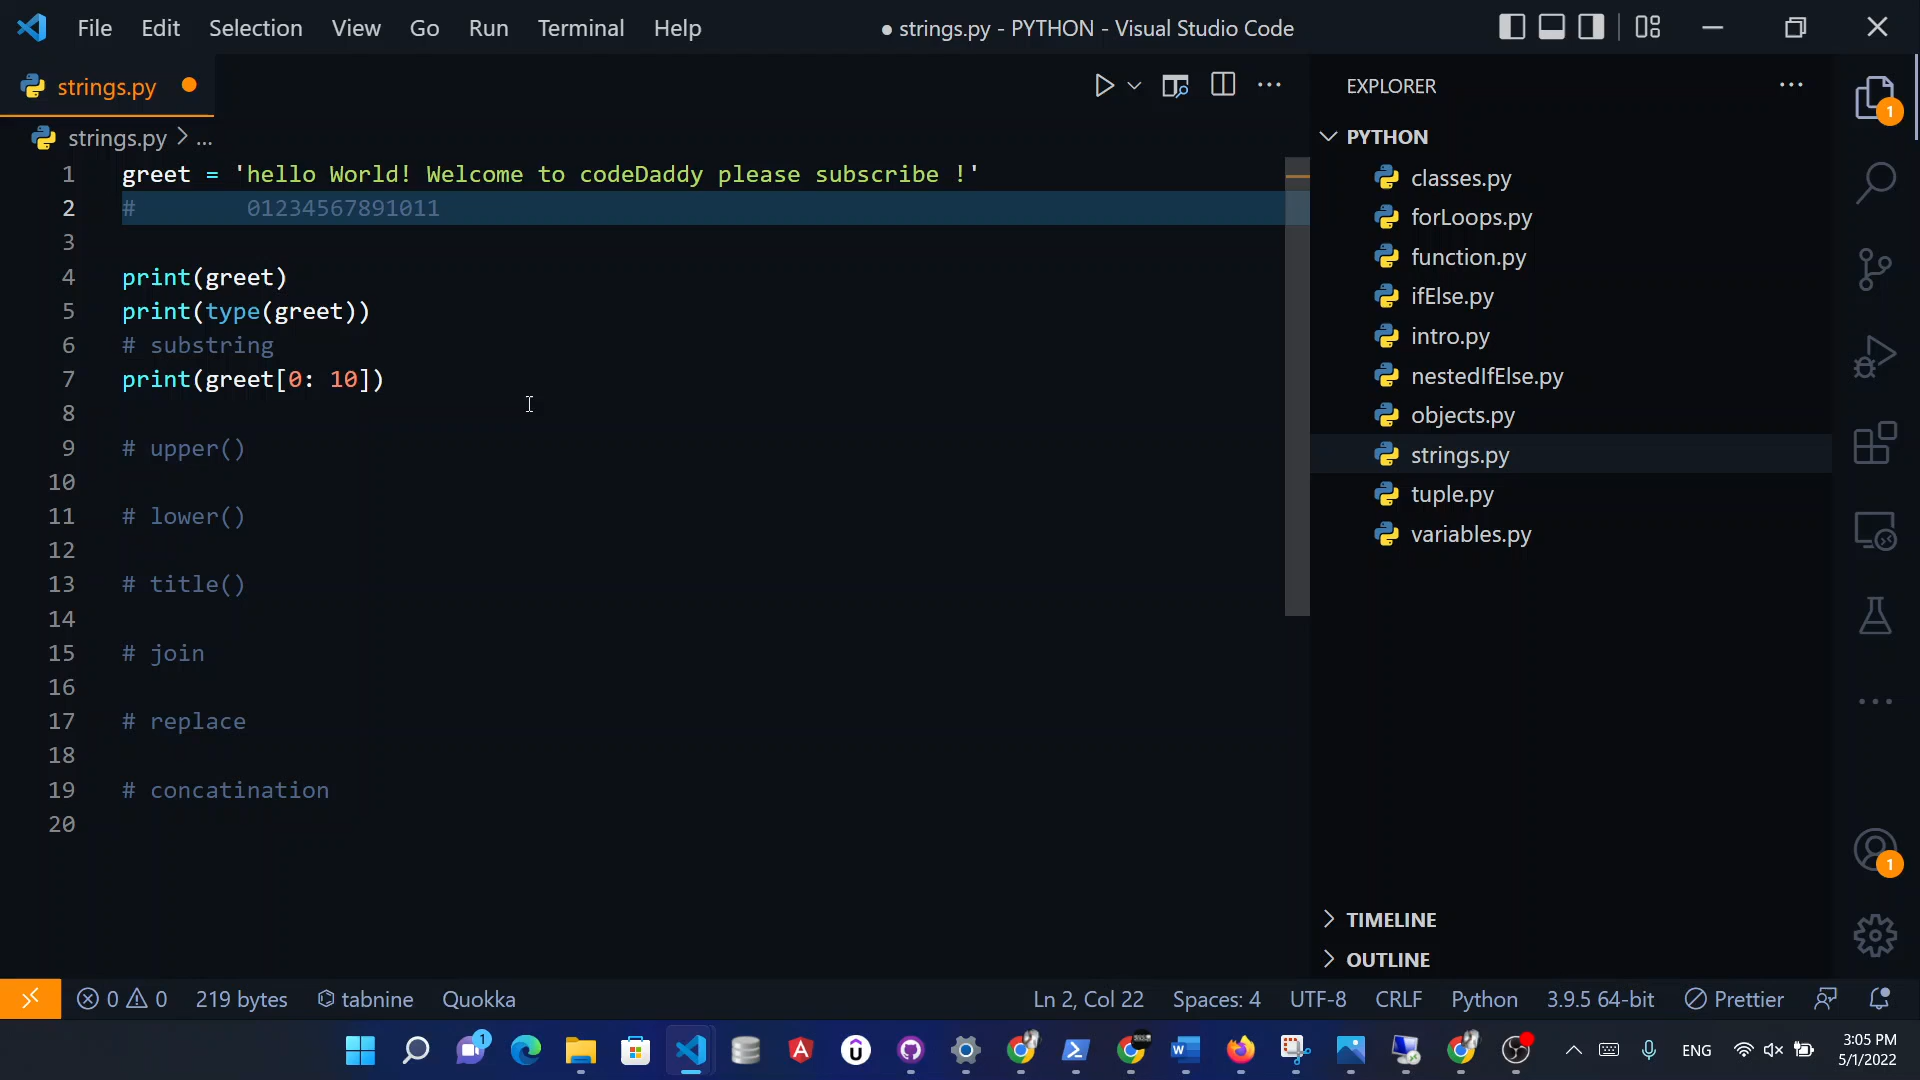 File Edit Selection View Go Run Terminal Help
● strings.py - PYTHON - Visual Studio Code
strings.py
strings.py > ...
1 greet = 'hello World! Welcome to codeDaddy please subscribe !'
2 #        01234567891011
3
4 print(greet)
5 print(type(greet))
6 # substring
7 print(greet[0: 10])
8
9 # upper()
10
11 # lower()
12
13 # title()
14
15 # join
16
17 # replace
18
19 # concatination
20
EXPLORER
PYTHON
classes.py
forLoops.py
function.py
ifElse.py
intro.py
nestedIfElse.py
objects.py
strings.py
tuple.py
variables.py
TIMELINE
OUTLINE
1
1
0 0 219 bytes tabnine Quokka
Ln 2, Col 22 Spaces: 4 UTF-8 CRLF Python 3.9.5 64-bit Prettier
1
ENG
3:05 PM
5/1/2022